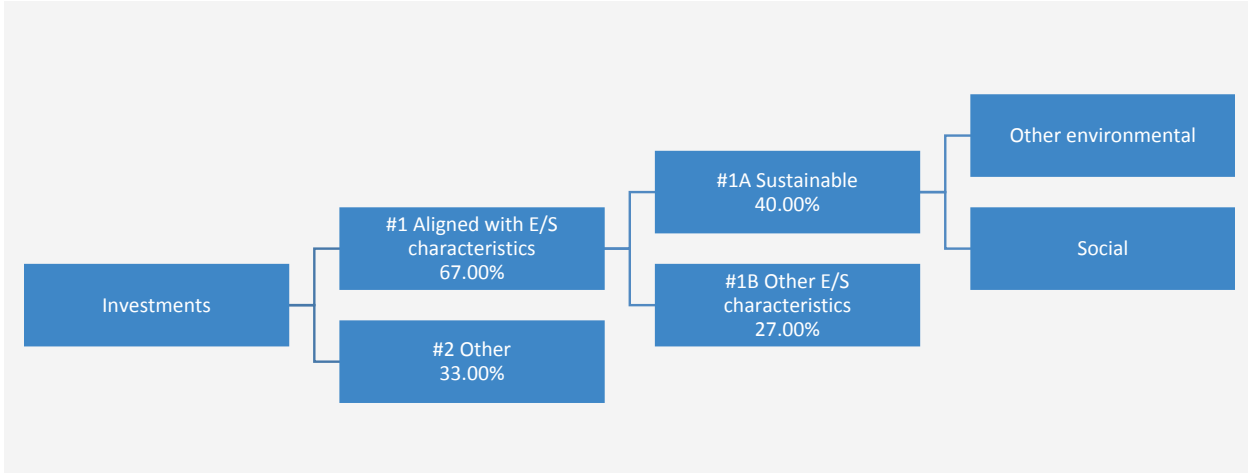 Investments
#1 Aligned with E/S
characteristics
67.00%
#2 Other
33.00%
#1A Sustainable
40.00%
#1B Other E/S
characteristics
27.00%
Other environmental
Social